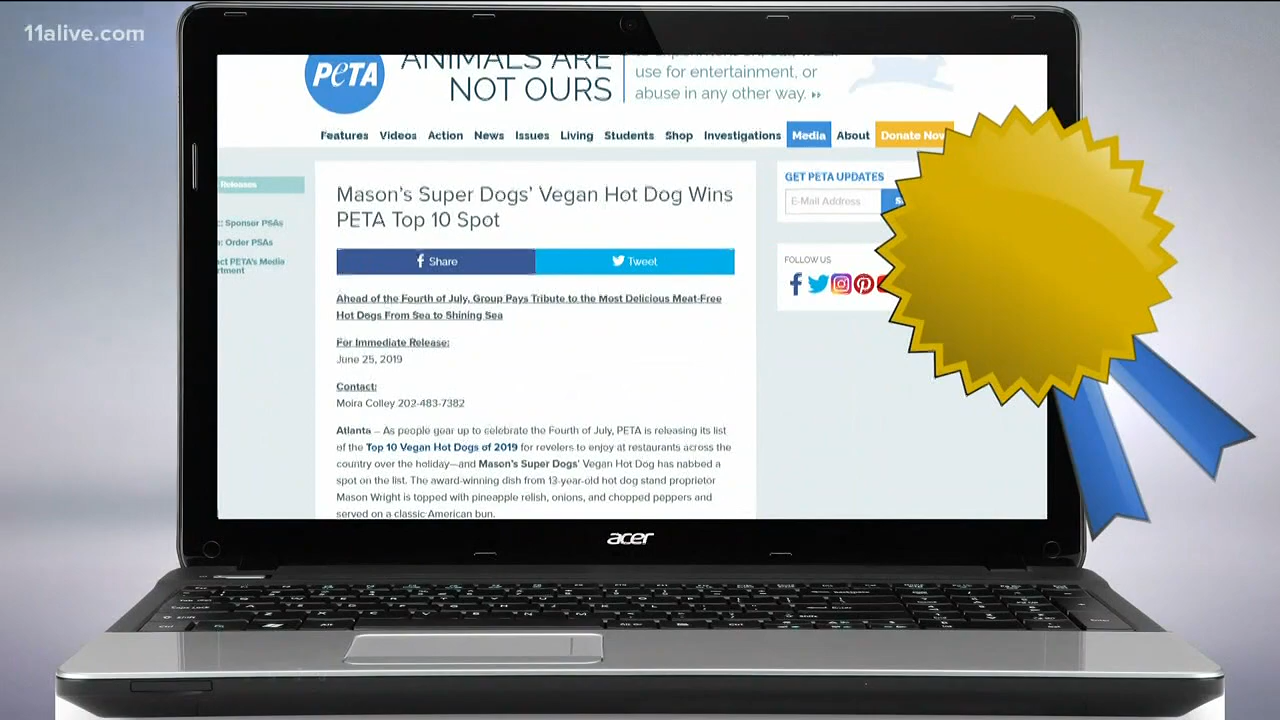 11alive.com
PETA
ANIMALS ARE
NOT OURS
use for entertainment, or
abuse in any other way.
Features Videos Action News Issues Living Students Shop Investigations Media About Donate Now
Releases
Sponsor PSAs
Order PSAs
PETA's Media
Mason's Super Dogs' Vegan Hot Dog Wins
PETA Top 10 Spot
Share
Tweet
Ahead of the Fourth of July, Group Pays Tribute to the Most Delicious Meat-Free
Hot Dogs From Sea to Shining Sea
For Immediate Release:
June 25, 2019
Contact:
Moira Colley 202-483-7382
Atlanta – As people gear up to celebrate the Fourth of July, PETA is releasing its list
of the Top 10 Vegan Hot Dogs of 2019 for revelers to enjoy at restaurants across the
country over the holiday—and Mason's Super Dogs' Vegan Hot Dog has nabbed a
spot on the list. The award-winning dish from 13-year-old hot dog stand proprietor
Mason Wright is topped with pineapple relish, onions, and chopped peppers and
served on a classic American bun.
GET PETA UPDATES
E-Mail Address
FOLLOW US
acer